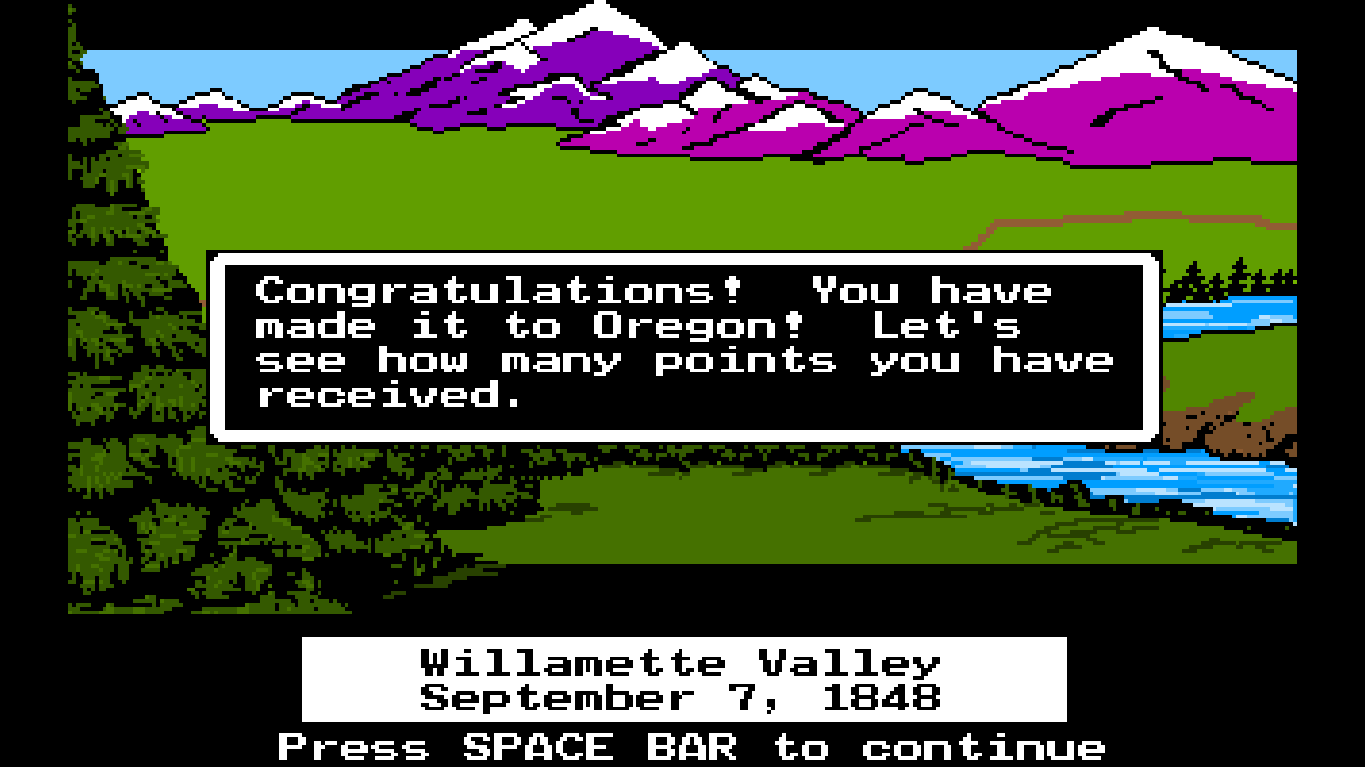 Congratulations!  You have
made it to Oregon!  Let's
see how many points you have
received.
Willamette Valley
September 7, 1848
Press SPACE BAR to continue